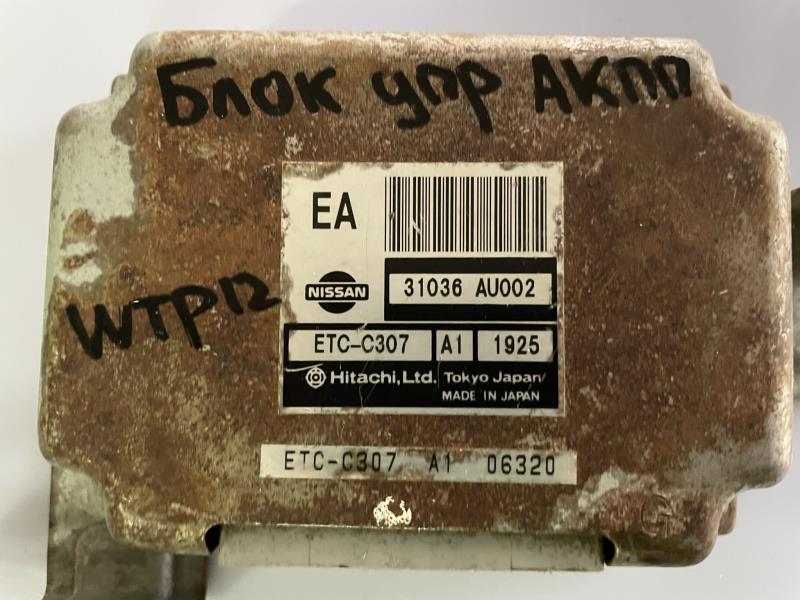 Блок упр АКПП
EA
NISSAN
31036 AU002
WTP12
ETC-C307 A1 1925
Hitachi, Ltd. Tokyo Japan
MADE IN JAPAN
ETC-C307 A1 06320
G